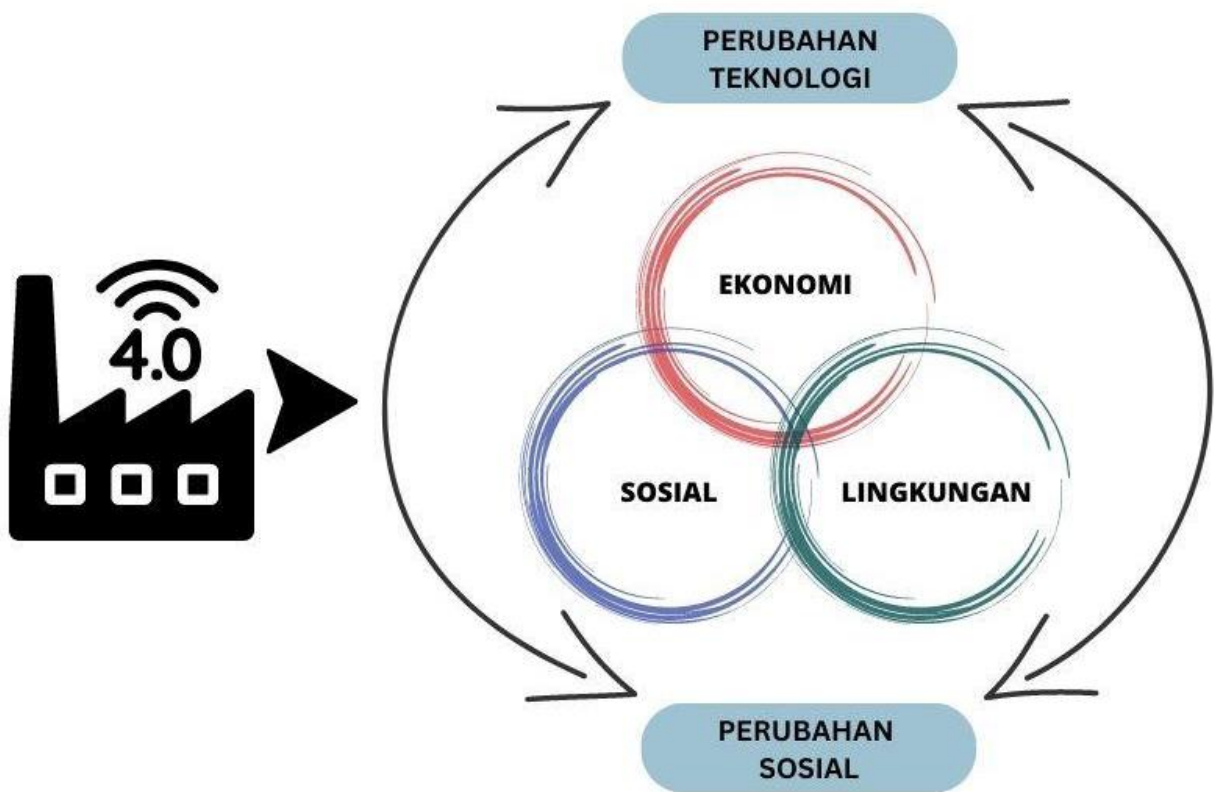 PERUBAHAN
TEKNOLOGI
4.0
EKONOMI
SOSIAL
LINGKUNGAN
PERUBAHAN
SOSIAL